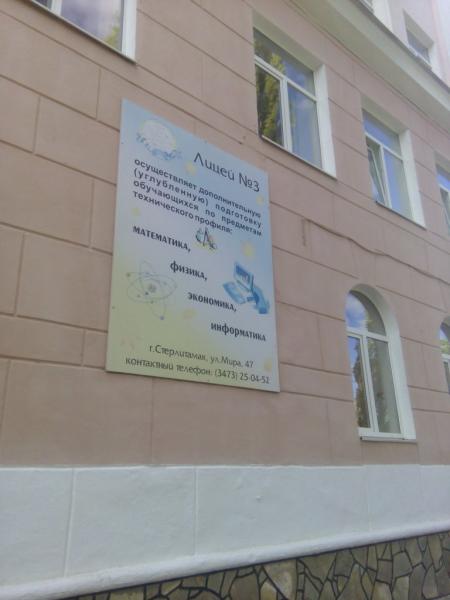 Лицей №3
осуществляет дополнительную
(углубленную) подготовку
обучающихся по предметам
технического профиля:
математика,
физика,
экономика,
информатика
г.Стерлитамак, ул.Мира, 47
контактный телефон: (3473) 25-04-52